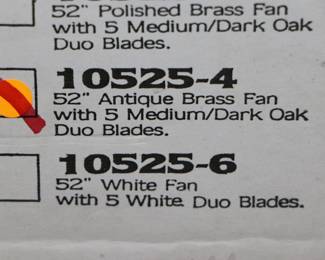 52" Polished Brass Fan
with 5 Medium/Dark Oak
Duo Blades.
10525-4
52" Antique Brass Fan
with 5 Medium/Dark Oak
Duo Blades.
10525-6
52" White Fan
with 5 White Duo Blades.